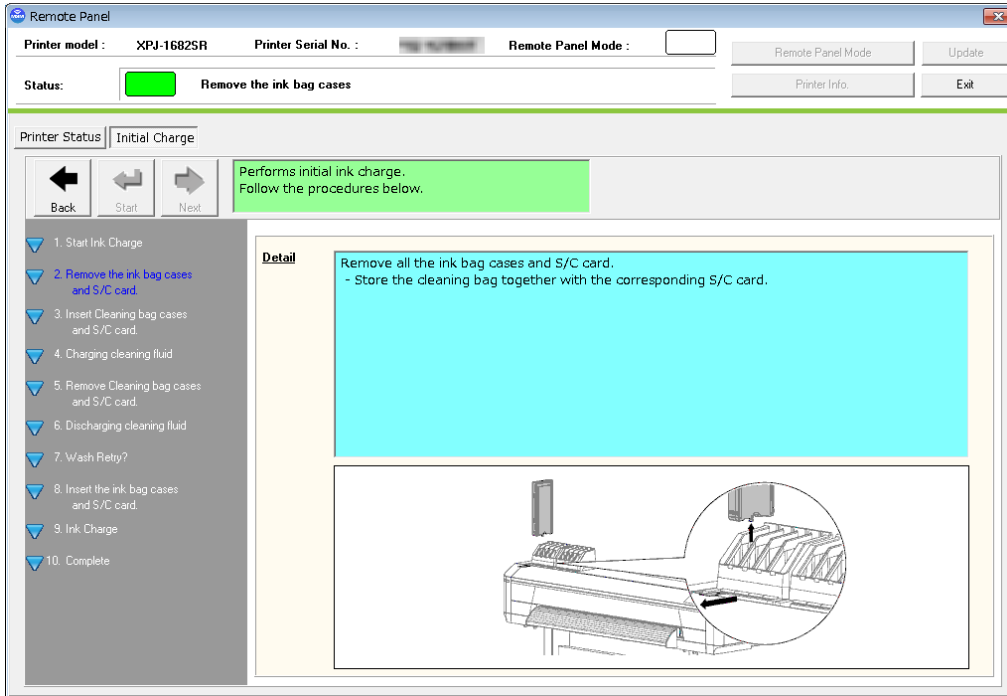 Remote Panel
Printer model : XPJ-1682SR Printer Serial No. : Remote Panel Mode :
Remote Panel Mode Update
Status: Remove the ink bag cases
Printer Info. Exit
Printer Status Initial Charge
Back Start Next
Performs initial ink charge.
Follow the procedures below.
1. Start Ink Charge
2. Remove the ink bag cases
and S/C card.
3. Insert Cleaning bag cases
and S/C card.
4. Charging cleaning fluid
5. Remove Cleaning bag cases
and S/C card.
6. Discharging cleaning fluid
7. Wash Retry?
8. Insert the ink bag cases
and S/C card.
9. Ink Charge
10. Complete
Detail
Remove all the ink bag cases and S/C card.
- Store the cleaning bag together with the corresponding S/C card.